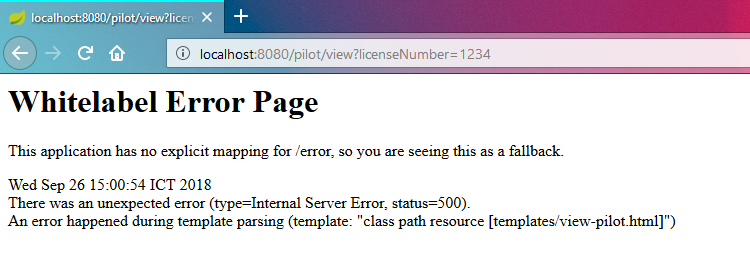 localhost:8080/pilot/view?licen
localhost:8080/pilot/view?licenseNumber=1234
Whitelabel Error Page
This application has no explicit mapping for /error, so you are seeing this as a fallback.
Wed Sep 26 15:00:54 ICT 2018
There was an unexpected error (type=Internal Server Error, status=500).
An error happened during template parsing (template: "class path resource [templates/view-pilot.html]")